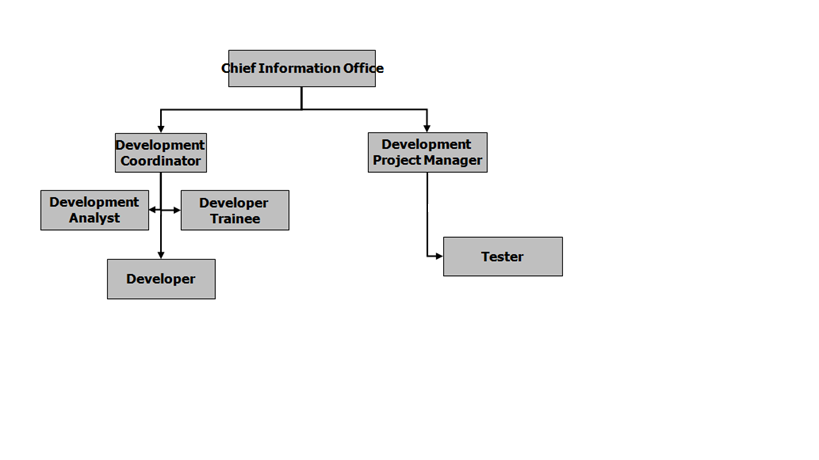 Chief Information Office
Development
Coordinator
Development
Project Manager
Development
Analyst
Developer
Trainee
Developer
Tester